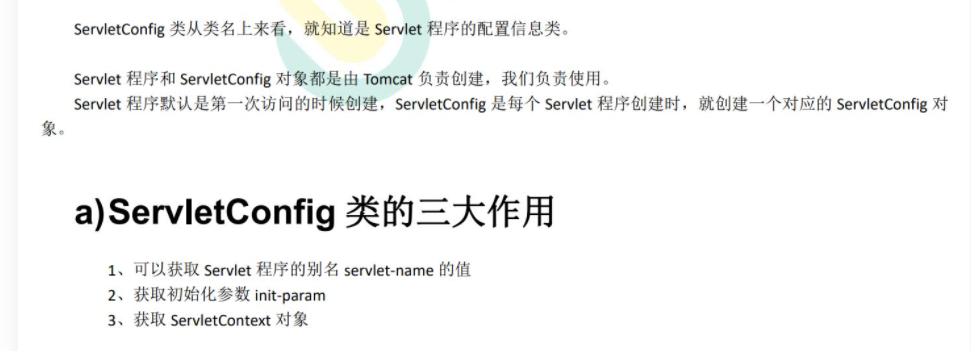 ServletConfig 类从类名上来看，就知道是 Servlet 程序的配置信息类。
Servlet 程序和 ServletConfig 对象都是由 Tomcat 负责创建，我们负责使用。
Servlet 程序默认是第一次访问的时候创建，ServletConfig 是每个 Servlet 程序创建时，就创建一个对应的 ServletConfig 对
象。
a)ServletConfig 类的三大作用
1、可以获取 Servlet 程序的别名 servlet-name 的值
2、获取初始化参数 init-param
3、获取 ServletContext 对象